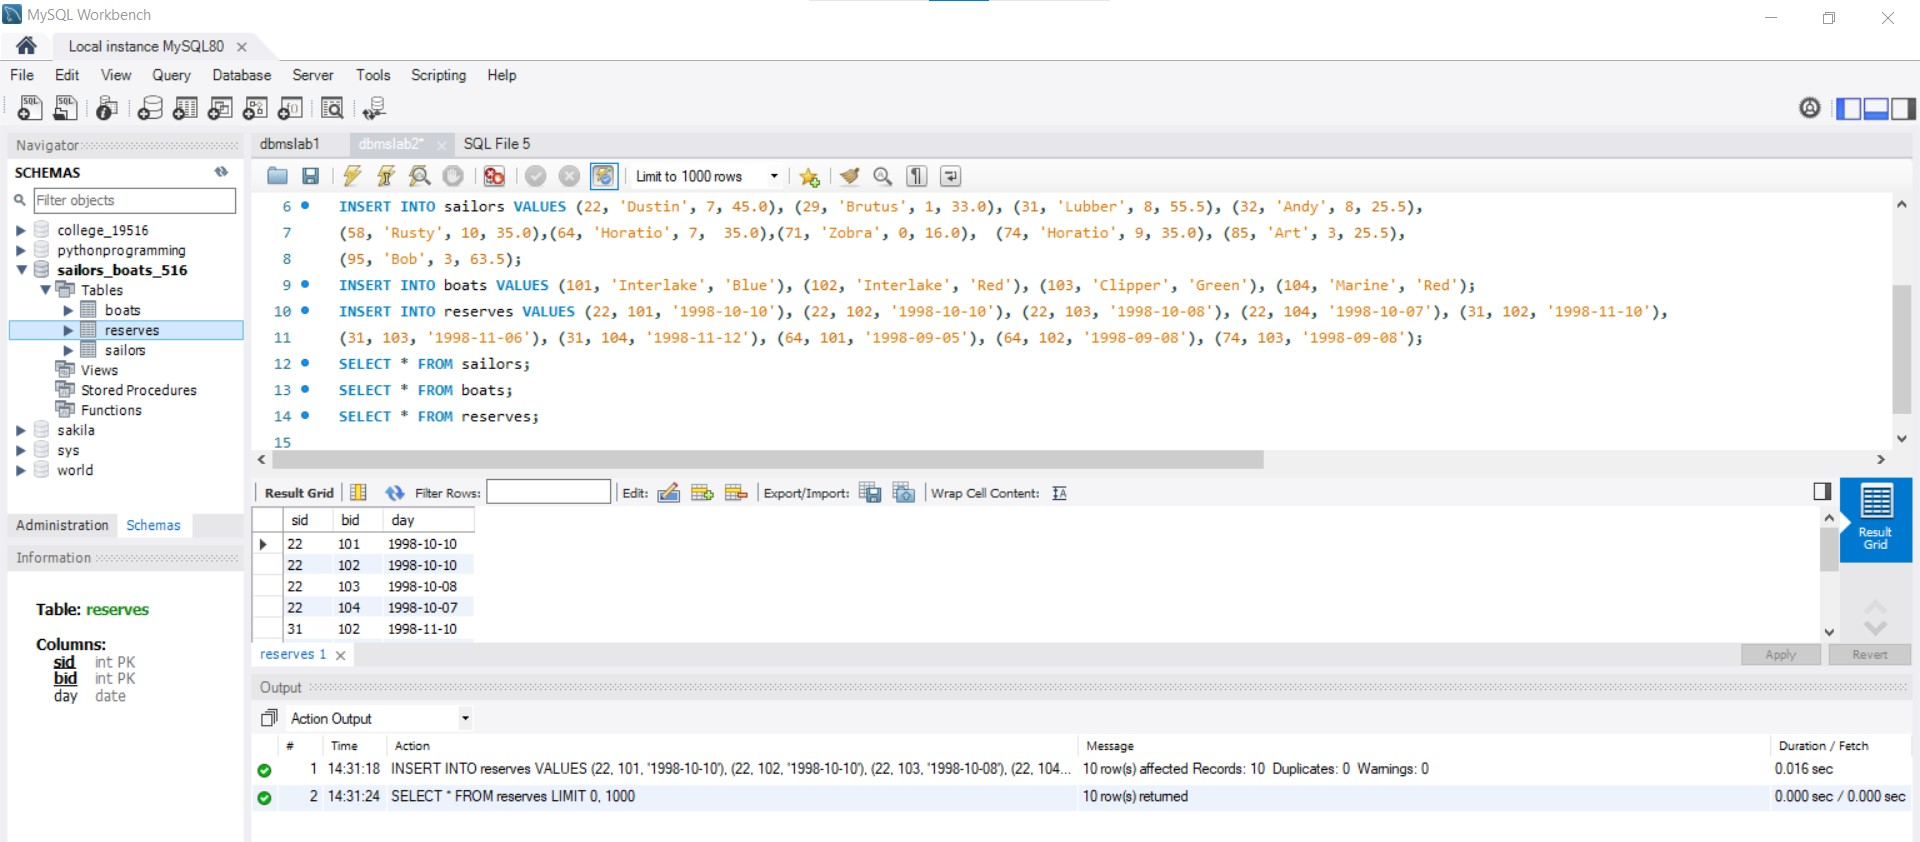 MySQL Workbench
Local instance MySQL80
File Edit View Query Database Server Tools Scripting Help
Navigator
SCHEMAS
Filter objects
college_19516
pythonprogramming
sailors_boats_516
Tables
boats
reserves
sailors
Views
Stored Procedures
Functions
sakila
sys
world
Administration Schemas
Information
Table: reserves
Columns:
sid int PK
bid int PK
day date
dbmslab1 dbmslab2* SQL File 5
Limit to 1000 rows
6 INSERT INTO sailors VALUES (22, 'Dustin', 7, 45.0), (29, 'Brutus', 1, 33.0), (31, 'Lubber', 8, 55.5), (32, 'Andy', 8, 25.5),
7 (58, 'Rusty', 10, 35.0),(64, 'Horatio', 7, 35.0),(71, 'Zobra', 0, 16.0), (74, 'Horatio', 9, 35.0), (85, 'Art', 3, 25.5),
8 (95, 'Bob', 3, 63.5);
9 INSERT INTO boats VALUES (101, 'Interlake', 'Blue'), (102, 'Interlake', 'Red'), (103, 'Clipper', 'Green'), (104, 'Marine', 'Red');
10 INSERT INTO reserves VALUES (22, 101, '1998-10-10'), (22, 102, '1998-10-10'), (22, 103, '1998-10-08'), (22, 104, '1998-10-07'), (31, 102, '1998-11-10'),
11 (31, 103, '1998-11-06'), (31, 104, '1998-11-12'), (64, 101, '1998-09-05'), (64, 102, '1998-09-08'), (74, 103, '1998-09-08');
12 SELECT * FROM sailors;
13 SELECT * FROM boats;
14 SELECT * FROM reserves;
15
Result Grid Filter Rows: Edit: Export/Import: Wrap Cell Content:
sid bid day
22 101 1998-10-10
22 102 1998-10-10
22 103 1998-10-08
22 104 1998-10-07
31 102 1998-11-10
Result
Grid
reserves 1
Apply Revert
Output
Action Output
# Time Action Message Duration / Fetch
1 14:31:18 INSERT INTO reserves VALUES (22, 101, '1998-10-10'), (22, 102, '1998-10-10'), (22, 103, '1998-10-08'), (22, 104... 10 row(s) affected Records: 10 Duplicates: 0 Warnings: 0 0.016 sec
2 14:31:24 SELECT * FROM reserves LIMIT 0, 1000 10 row(s) returned 0.000 sec / 0.000 sec